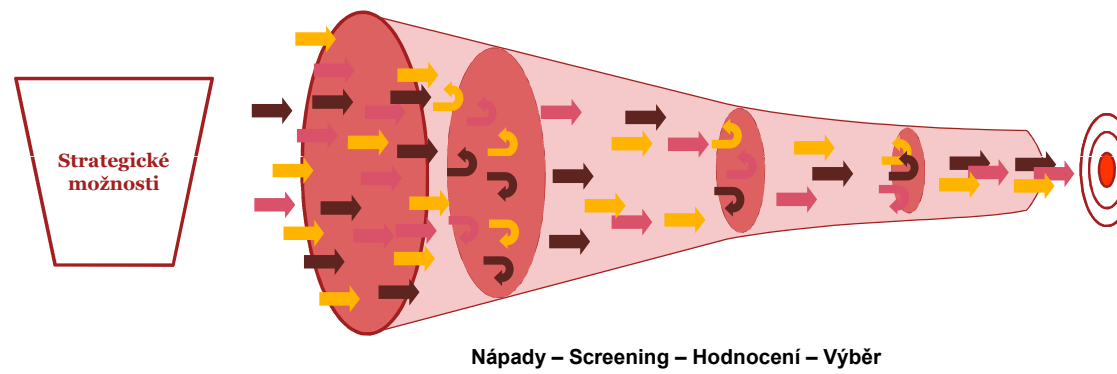 Strategické
možnosti
Nápady – Screening – Hodnocení – Výběr